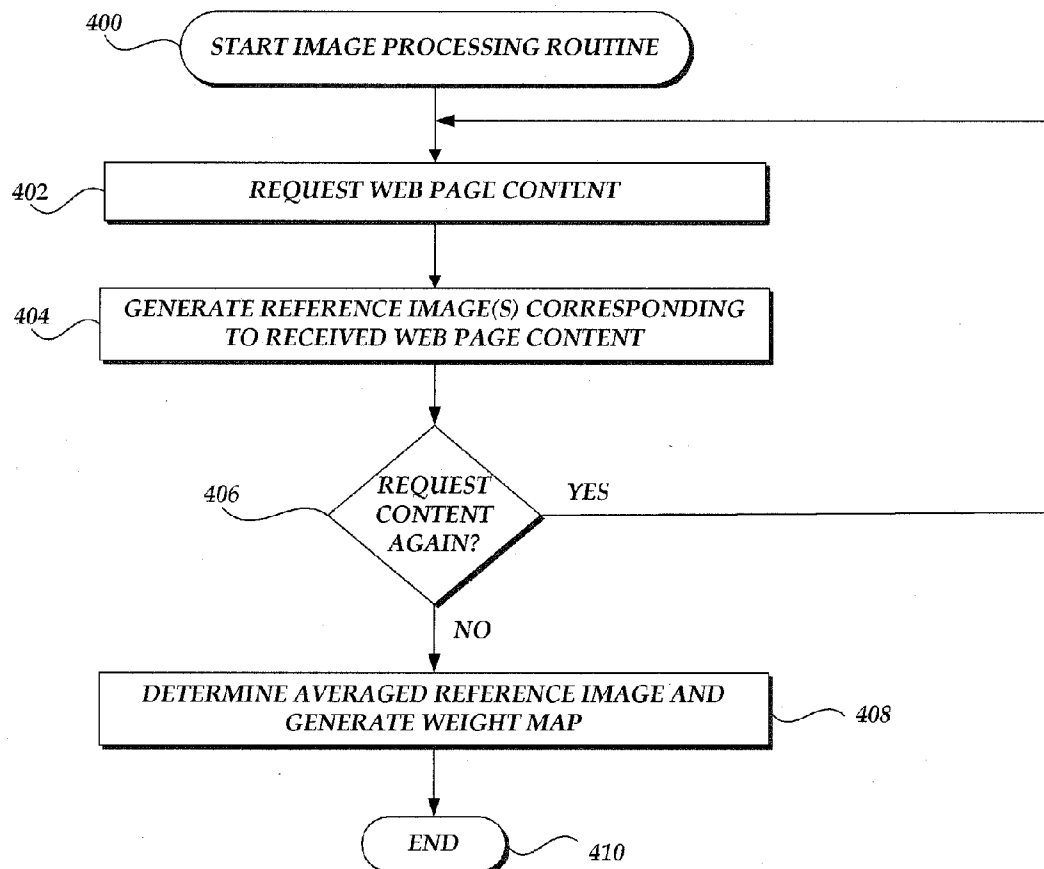 400
START IMAGE PROCESSING ROUTINE
402
REQUEST WEB PAGE CONTENT
404
GENERATE REFERENCE IMAGE(S) CORRESPONDING
TO RECEIVED WEB PAGE CONTENT
406
REQUEST
CONTENT
AGAIN?
YES
NO
DETERMINE AVERAGED REFERENCE IMAGE AND
GENERATE WEIGHT MAP
408
END
410